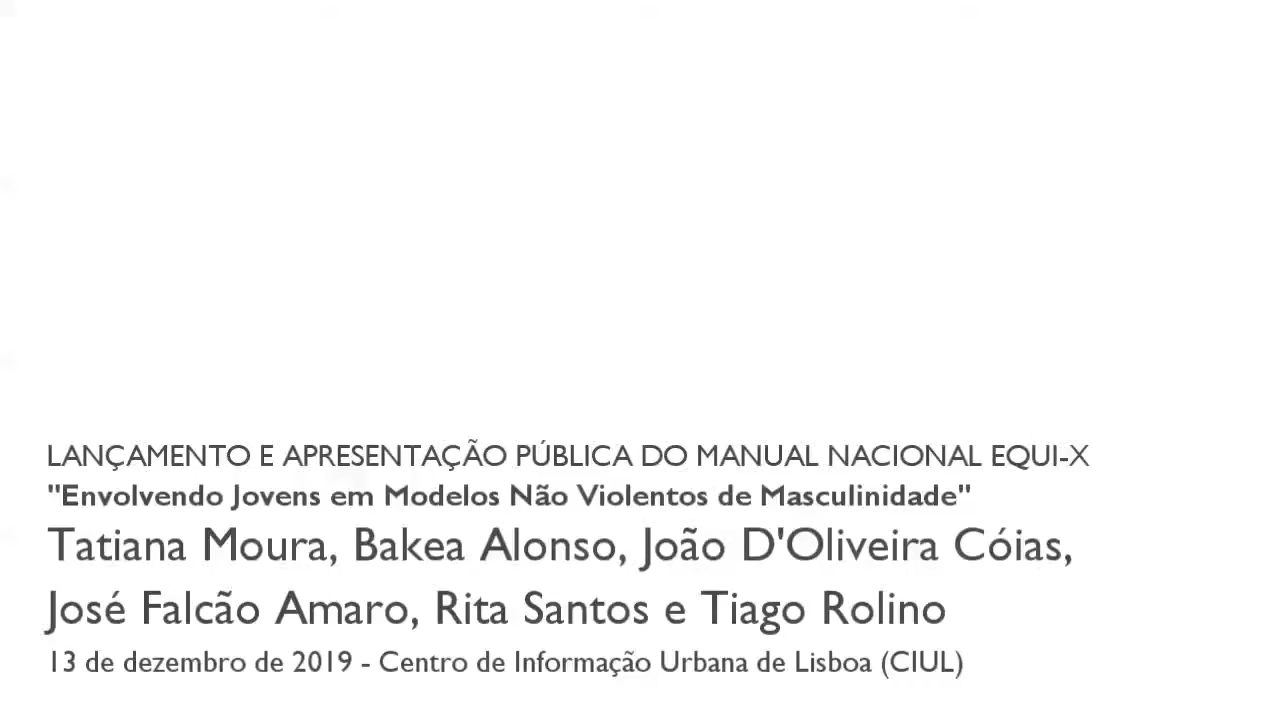 LANÇAMENTO E APRESENTAÇÃO PÚBLICA DO MANUAL NACIONAL EQUI-X
"Envolvendo Jovens em Modelos Não Violentos de Masculinidade"
Tatiana Moura, Bakea Alonso, João D'Oliveira Cóias,
José Falcão Amaro, Rita Santos e Tiago Rolino
13 de dezembro de 2019 - Centro de Informação Urbana de Lisboa (CIUL)